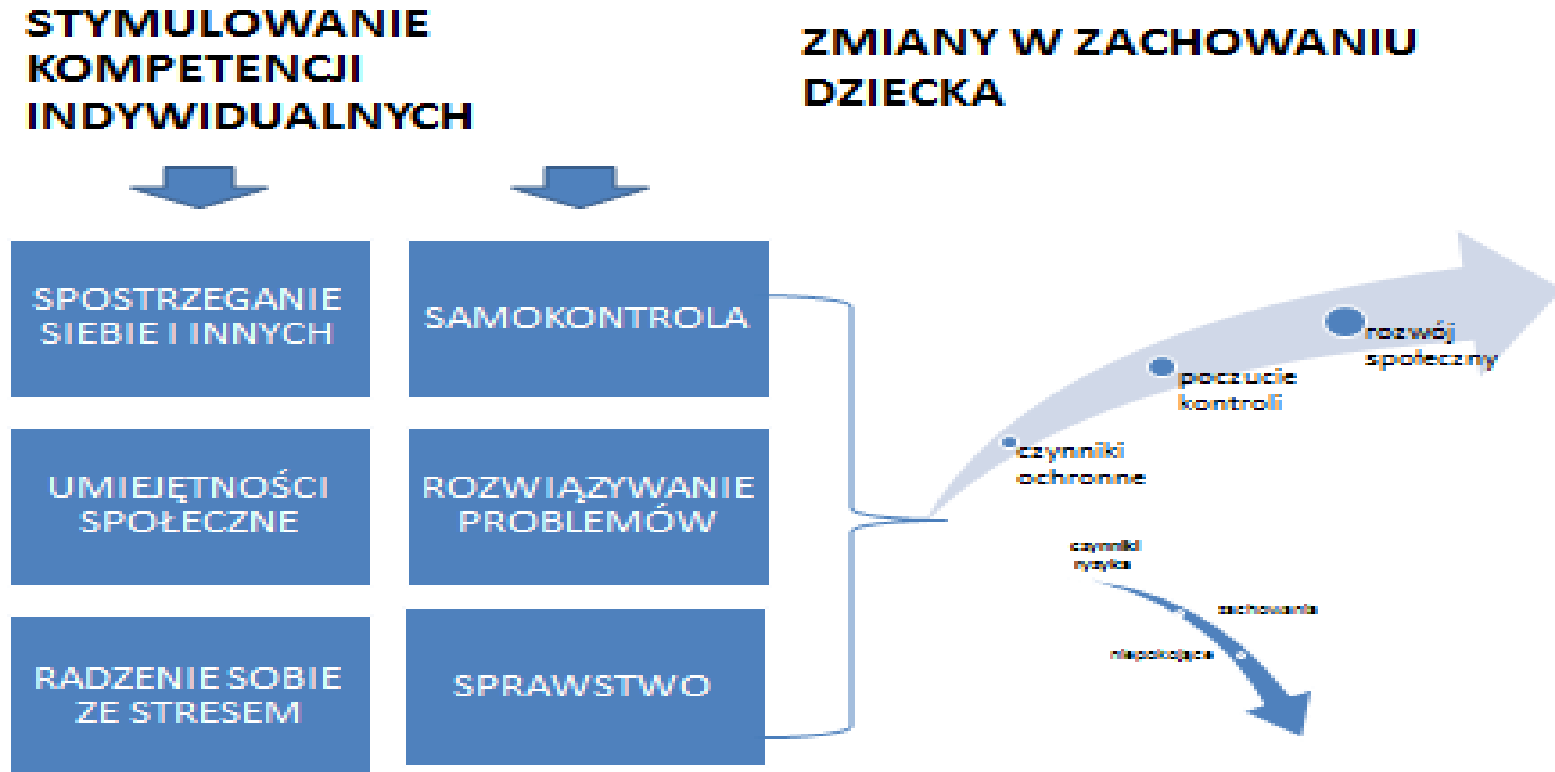 STYMULOWANIE
KOMPETENCJI
INDYWIDUALNYCH
ZMIANY W ZACHOWANIU
DZIECKA
SPOSTRZEGANIE
SIEBIE I INNYCH
SAMOKONTROLA
UMIEJĘTNOŚCI
SPOŁECZNE
ROZWIĄZYWANIE
PROBLEMÓW
RADZENIE SOBIE
ZE STRESEM
SPRAWSTWO
rozwój
społeczny
poczucie
kontroli
czynniki
ochronne
czynniki
ryzyka
zachowania
niepokojące